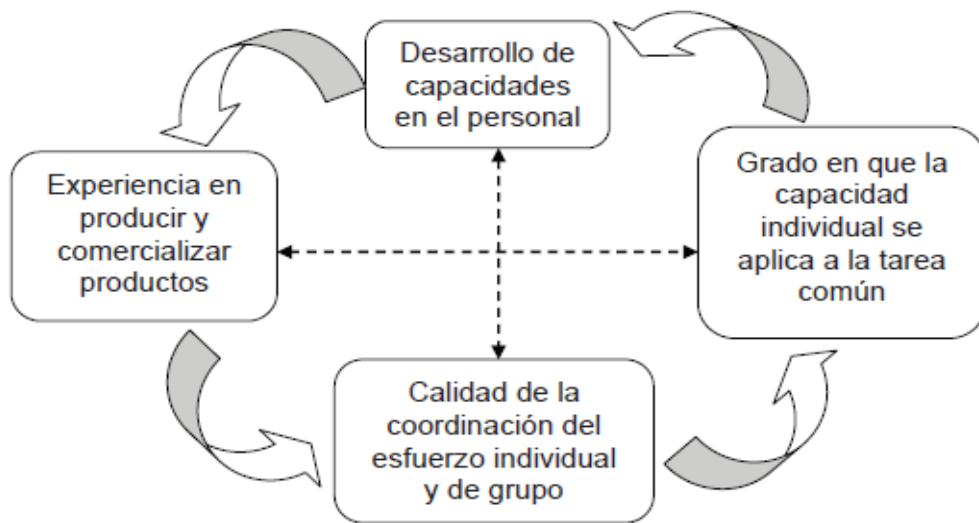 Desarrollo de
capacidades
en el personal
Experiencia en
producir y
comercializar
productos
Grado en que la
capacidad
individual se
aplica a la tarea
común
Calidad de la
coordinación del
esfuerzo individual
y de grupo